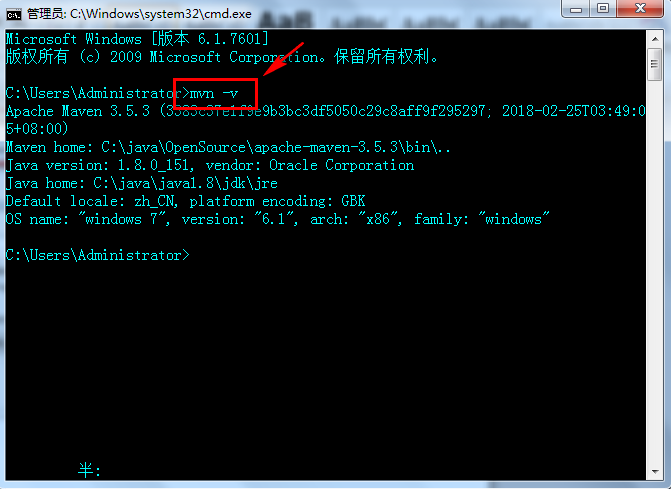 管理员: C:\Windows\system32\cmd.exe
Microsoft Windows [版本 6.1.7601]
版权所有 (c) 2009 Microsoft Corporation。保留所有权利。
C:\Users\Administrator>mvn -v
Apache Maven 3.5.3 (3383c37e1f9e9b3bc3df5050c29c8aff9f295297; 2018-02-25T03:49:0
5+08:00)
Maven home: C:\java\OpenSource\apache-maven-3.5.3\bin\..
Java version: 1.8.0_151, vendor: Oracle Corporation
Java home: C:\java\java1.8\jdk\jre
Default locale: zh_CN, platform encoding: GBK
OS name: "windows 7", version: "6.1", arch: "x86", family: "windows"
C:\Users\Administrator>
半: